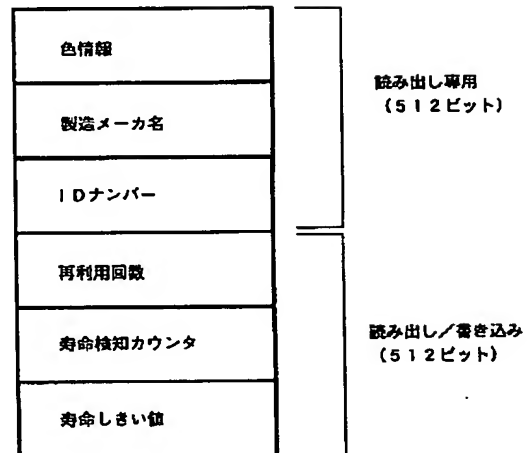 色情報
製造メーカ名
IDナンバー
読み出し専用
(512ビット)
再利用回数
寿命検知カウンタ
寿命しきい値
読み出し/書き込み
(512ビット)